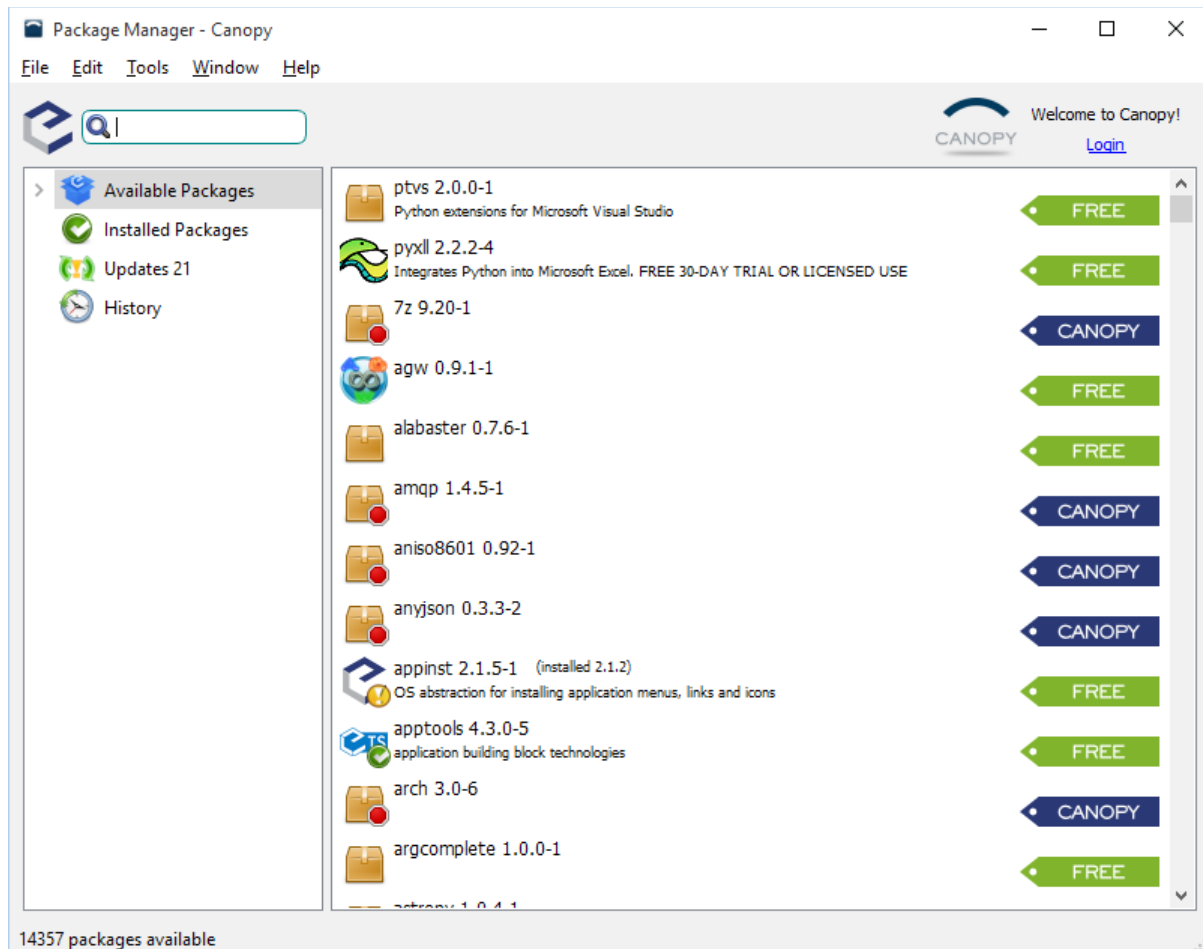 Package Manager - Canopy
File Edit Tools Window Help
CANOPY
Welcome to Canopy!
Login
Available Packages
Installed Packages
Updates 21
History
ptvs 2.0.0-1
Python extensions for Microsoft Visual Studio
FREE
pyxll 2.2.2-4
Integrates Python into Microsoft Excel. FREE 30-DAY TRIAL OR LICENSED USE
FREE
7z 9.20-1
CANOPY
agw 0.9.1-1
FREE
alabaster 0.7.6-1
FREE
amqp 1.4.5-1
CANOPY
aniso8601 0.92-1
CANOPY
anyjson 0.3.3-2
CANOPY
appinst 2.1.5-1 (installed 2.1.2)
OS abstraction for installing application menus, links and icons
FREE
TS
apptools 4.3.0-5
application building block technologies
FREE
arch 3.0-6
CANOPY
argcomplete 1.0.0-1
FREE
astropy 1.0.4-1
14357 packages available